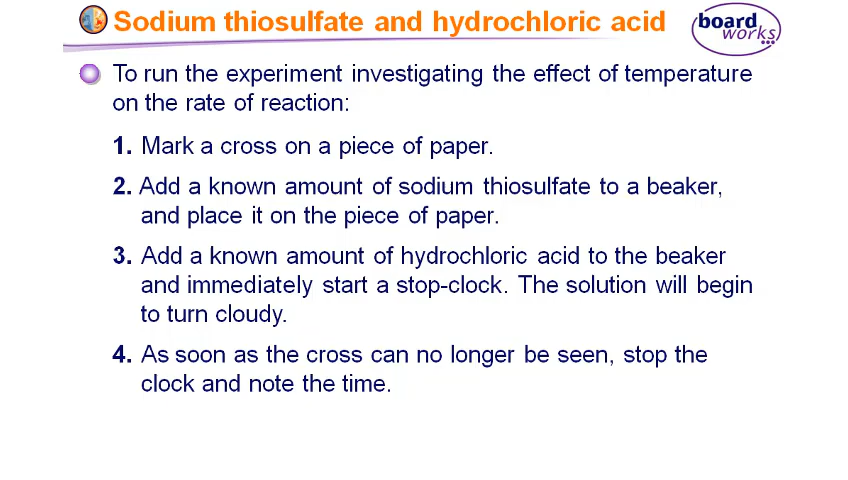 Sodium thiosulfate and hydrochloric acid
board
works
To run the experiment investigating the effect of temperature
on the rate of reaction:
1. Mark a cross on a piece of paper.
2. Add a known amount of sodium thiosulfate to a beaker,
and place it on the piece of paper.
3. Add a known amount of hydrochloric acid to the beaker
and immediately start a stop-clock. The solution will begin
to turn cloudy.
4. As soon as the cross can no longer be seen, stop the
clock and note the time.